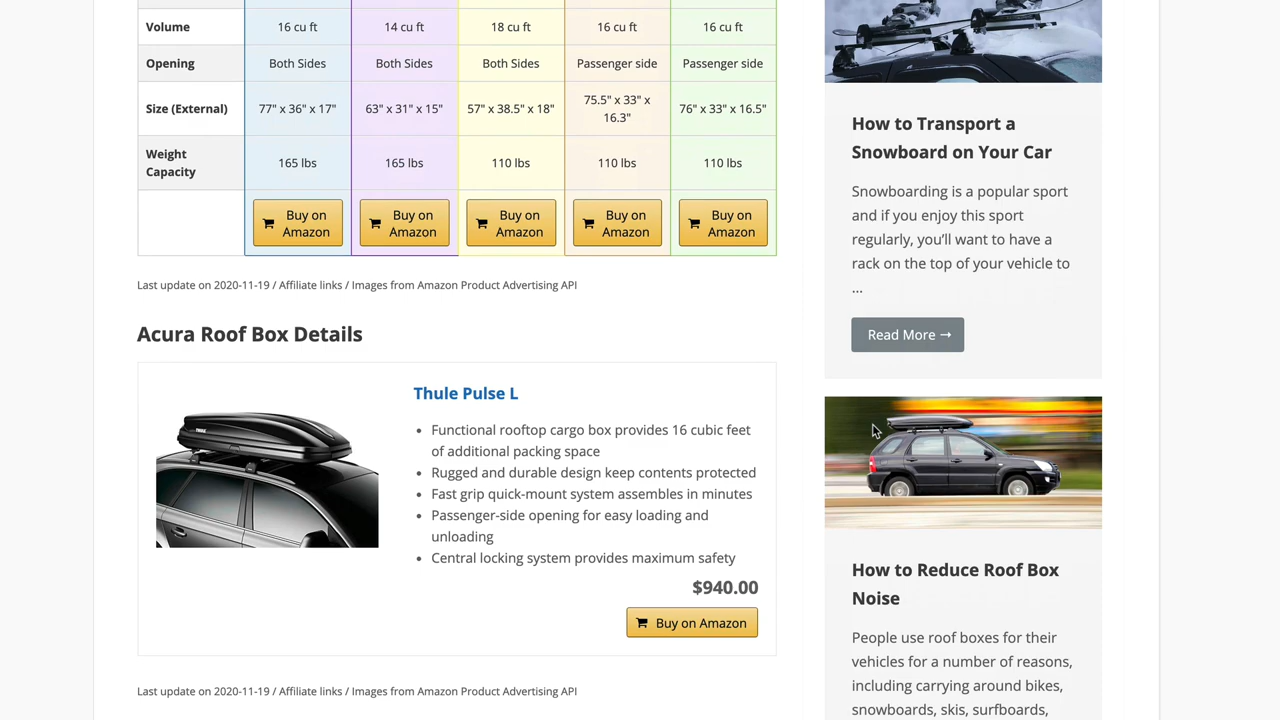 Volume 16 cu ft 14 cu ft 18 cu ft 16 cu ft 16 cu ft
Opening Both Sides Both Sides Both Sides Passenger side Passenger side
Size (External) 77" x 36" x 17" 63" x 31" x 15" 57" x 38.5" x 18" 75.5" x 33" x 16.3" 76" x 33" x 16.5"
Weight
Capacity
165 lbs 165 lbs 110 lbs 110 lbs 110 lbs
Buy on
Amazon
Buy on
Amazon
Buy on
Amazon
Buy on
Amazon
Buy on
Amazon
Last update on 2020-11-19 / Affiliate links / Images from Amazon Product Advertising API
Acura Roof Box Details
THULE
Thule Pulse L
• Functional rooftop cargo box provides 16 cubic feet
of additional packing space
• Rugged and durable design keep contents protected
• Fast grip quick-mount system assembles in minutes
• Passenger-side opening for easy loading and
unloading
• Central locking system provides maximum safety
$940.00
Buy on Amazon
Last update on 2020-11-19 / Affiliate links / Images from Amazon Product Advertising API
How to Transport a
Snowboard on Your Car
Snowboarding is a popular sport
and if you enjoy this sport
regularly, you’ll want to have a
rack on the top of your vehicle to
...
Read More →
How to Reduce Roof Box
Noise
People use roof boxes for their
vehicles for a number of reasons,
including carrying around bikes,
snowboards, skis, surfboards,